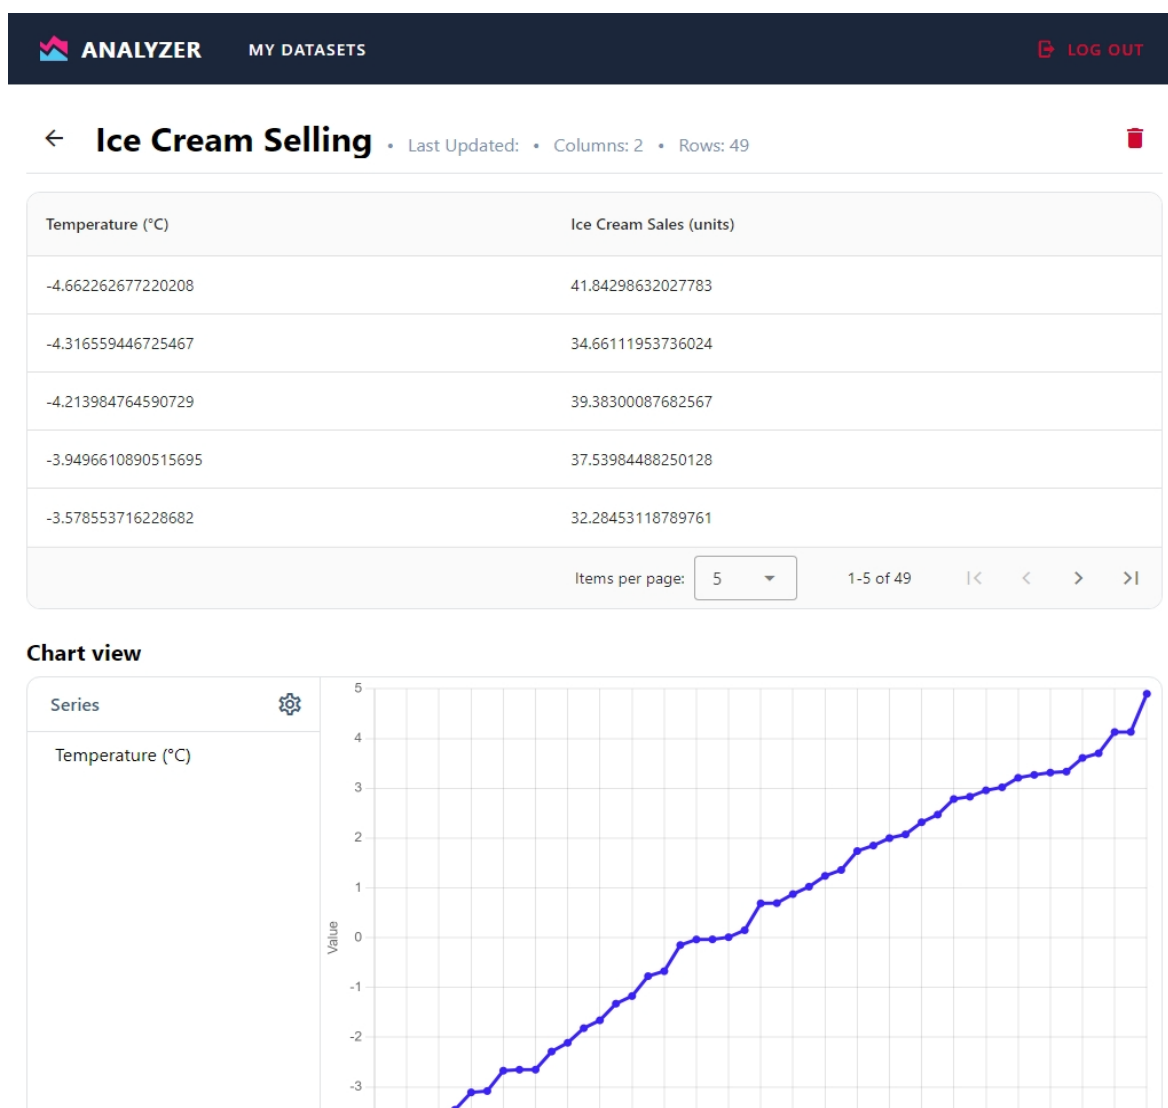 ANALYZER MY DATASETS LOG OUT
Ice Cream Selling • Last Updated: • Columns: 2 • Rows: 49
Temperature (°C) Ice Cream Sales (units)
-4.662262677220208 41.84298632027783
-4.316559446725467 34.66111953736024
-4.213984764590729 39.38300087682567
-3.9496610890515695 37.53984488250128
-3.578553716228682 32.28453118789761
Items per page: 5 1-5 of 49
Chart view
Series
Temperature (°C)
5
4
3
2
1
0
-1
-2
-3
Value